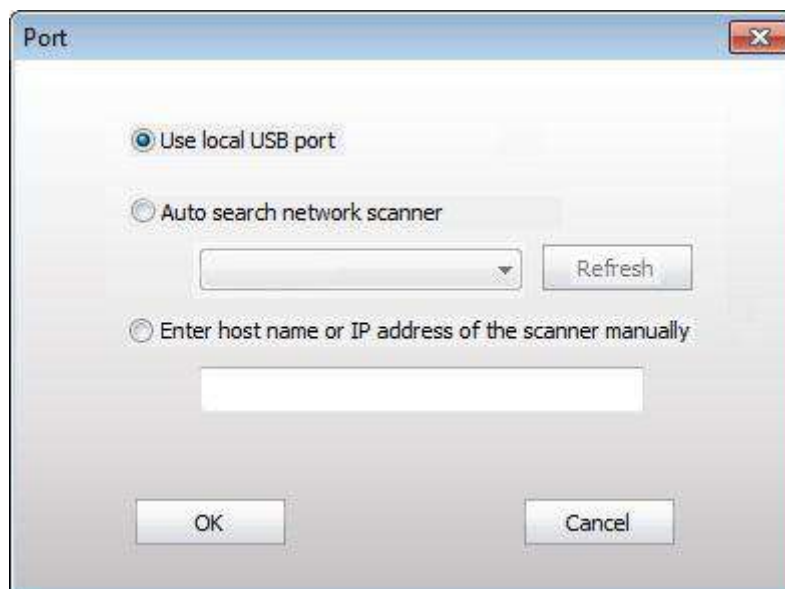 Port
Use local USB port
Auto search network scanner
Refresh
Enter host name or IP address of the scanner manually
OK
Cancel